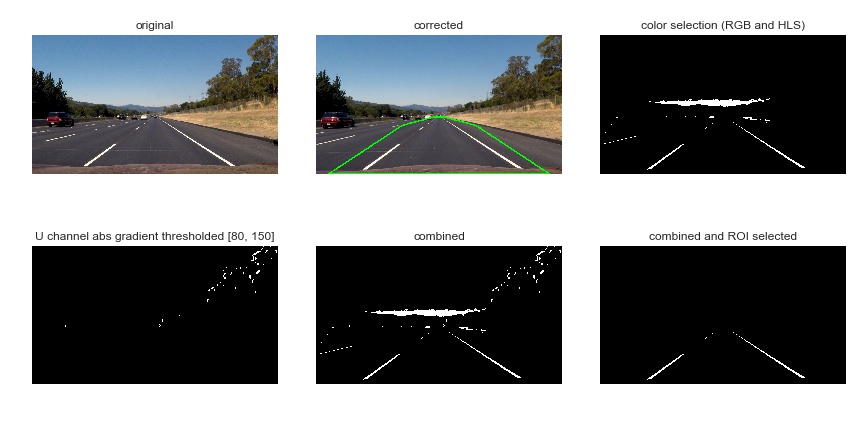 original
corrected
color selection (RGB and HLS)
U channel abs gradient thresholded [80, 150]
combined
combined and ROI selected